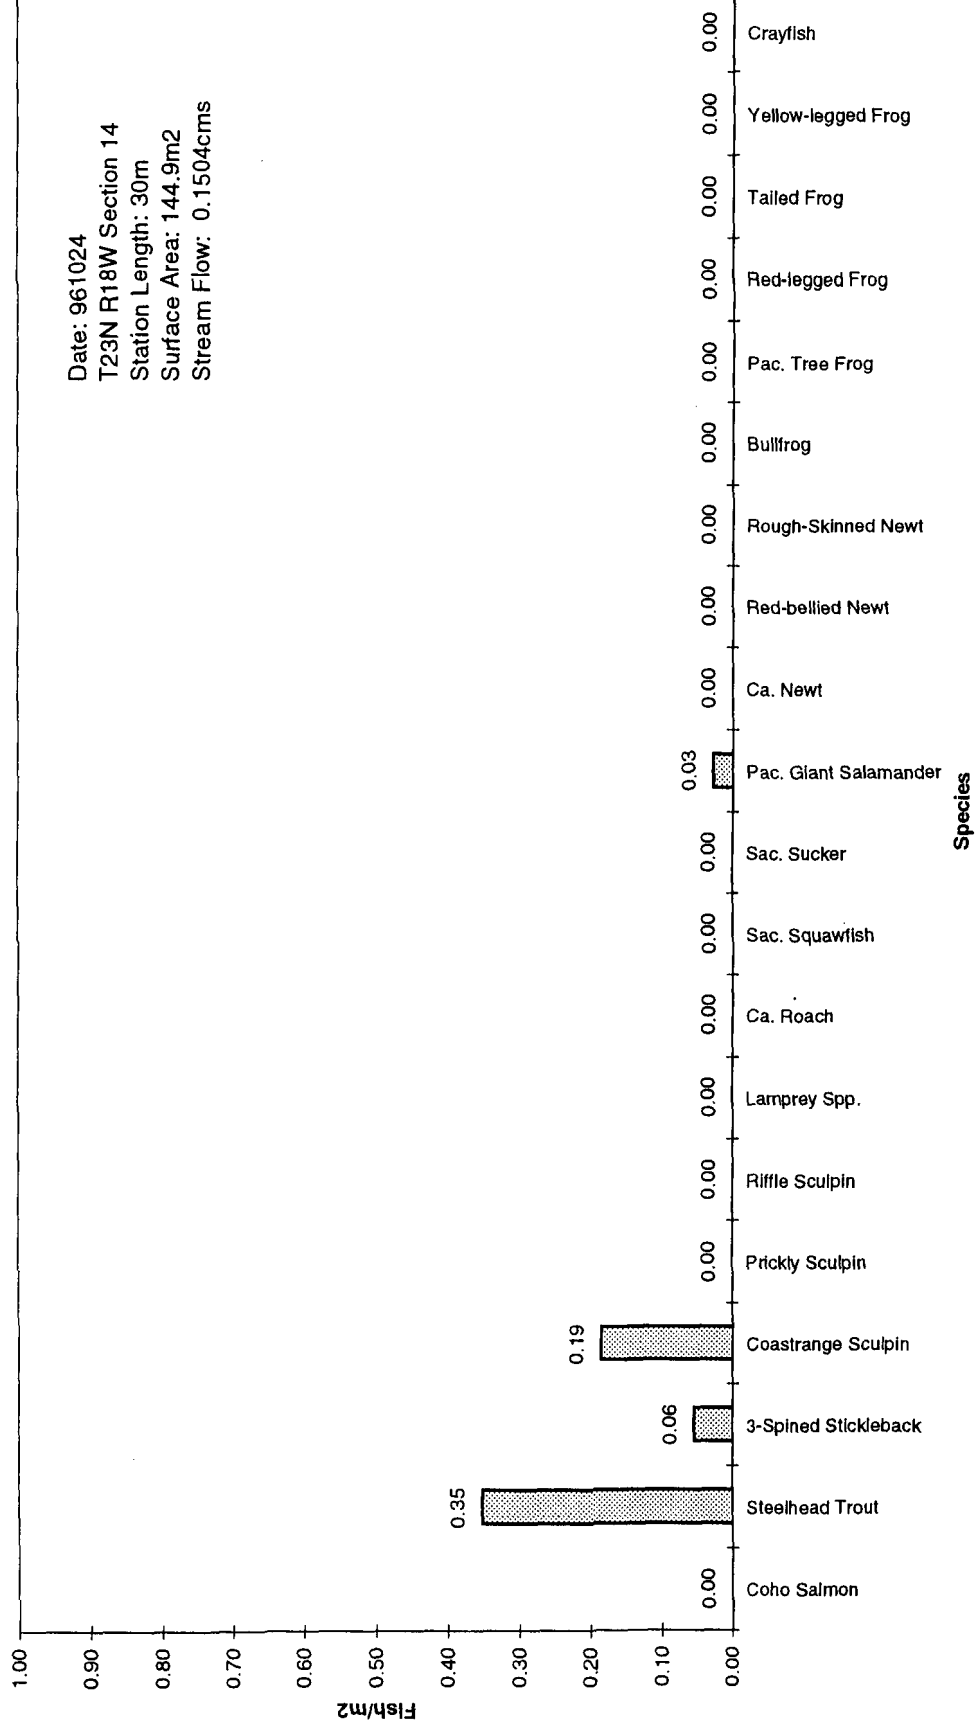 Date: 961024
T23N R18W Section 14
Station Length: 30m
Surface Area: 144.9m2
Stream Flow: 0.1504cms
Fish/m2
1.00
0.90
0.80
0.70
0.60
0.50
0.40
0.30
0.20
0.10
0.00
0.00
0.35
0.06
0.19
0.00
0.00
0.00
0.00
0.00
0.00
0.03
0.00
0.00
0.00
0.00
0.00
0.00
0.00
0.00
0.00
Coho Salmon
Steelhead Trout
3-Spined Stickleback
Coastrange Sculpin
Prickly Sculpin
Riffle Sculpin
Lamprey Spp.
Ca. Roach
Sac. Squawfish
Sac. Sucker
Pac. Giant Salamander
Ca. Newt
Red-bellied Newt
Rough-Skinned Newt
Bullfrog
Pac. Tree Frog
Red-legged Frog
Tailed Frog
Yellow-legged Frog
Crayfish
Species